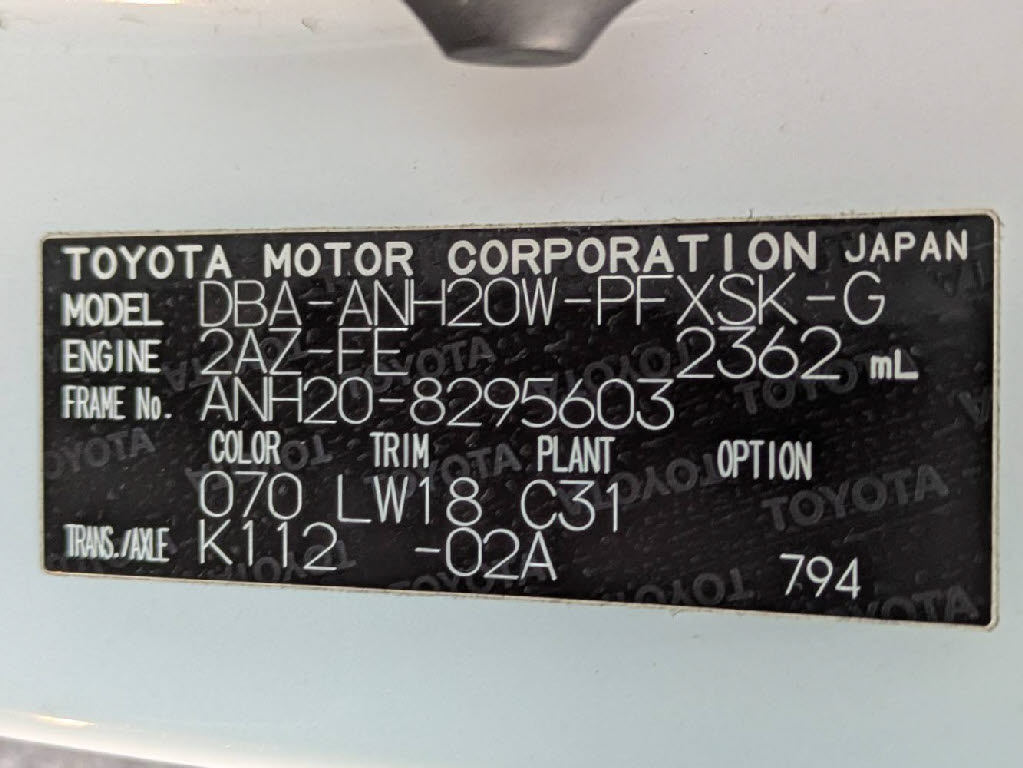 TOYOTA MOTOR CORPORATION JAPAN
MODEL DBA-ANH20W-PFXSK-G
ENGINE 2AZ-FE 2362 mL
FRAME No. ANH20-8295603
COLOR TRIM PLANT OPTION
070 LW18 C31
TRANS./AXLE K112 -02A 794